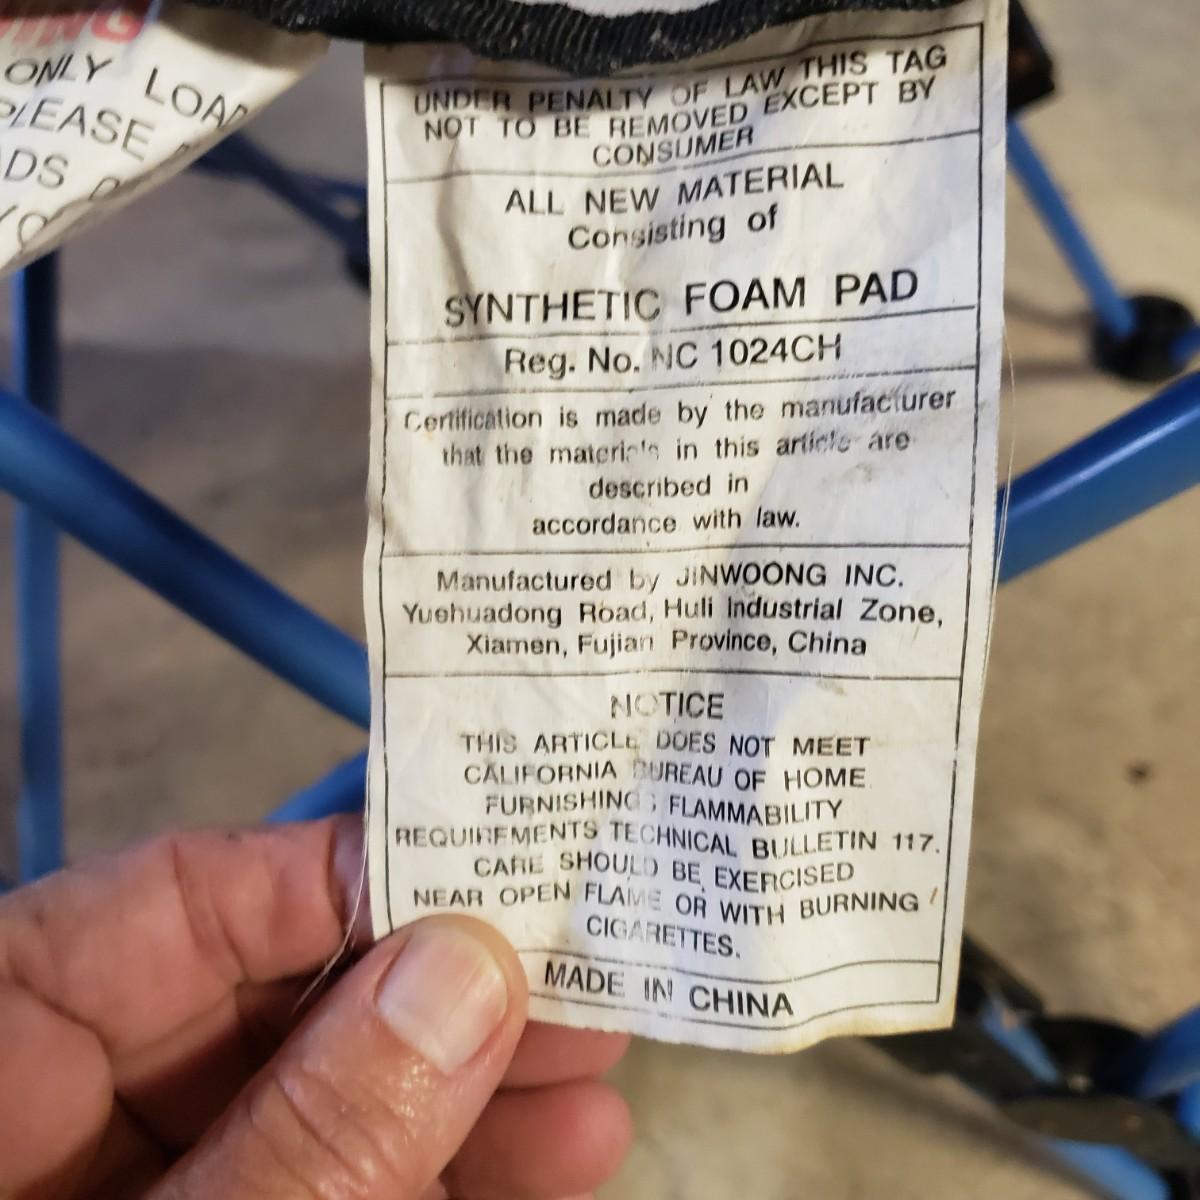 ONLY LOAD
PLEASE
UNDER PENALTY OF LAW THIS TAG
NOT TO BE REMOVED EXCEPT BY
CONSUMER
ALL NEW MATERIAL
Consisting of
SYNTHETIC FOAM PAD
Reg. No. NC 1024CH
Certification is made by the manufacturer
that the materials in this article are
described in
accordance with law.
Manufactured by JINWOONG INC.
Yuehuadong Road, Huli Industrial Zone,
Xiamen, Fujian Province, China
NOTICE
THIS ARTICLE DOES NOT MEET
CALIFORNIA BUREAU OF HOME
FURNISHINGS FLAMMABILITY
REQUIREMENTS TECHNICAL BULLETIN 117.
CARE SHOULD BE EXERCISED
NEAR OPEN FLAME OR WITH BURNING
CIGARETTES.
MADE IN CHINA